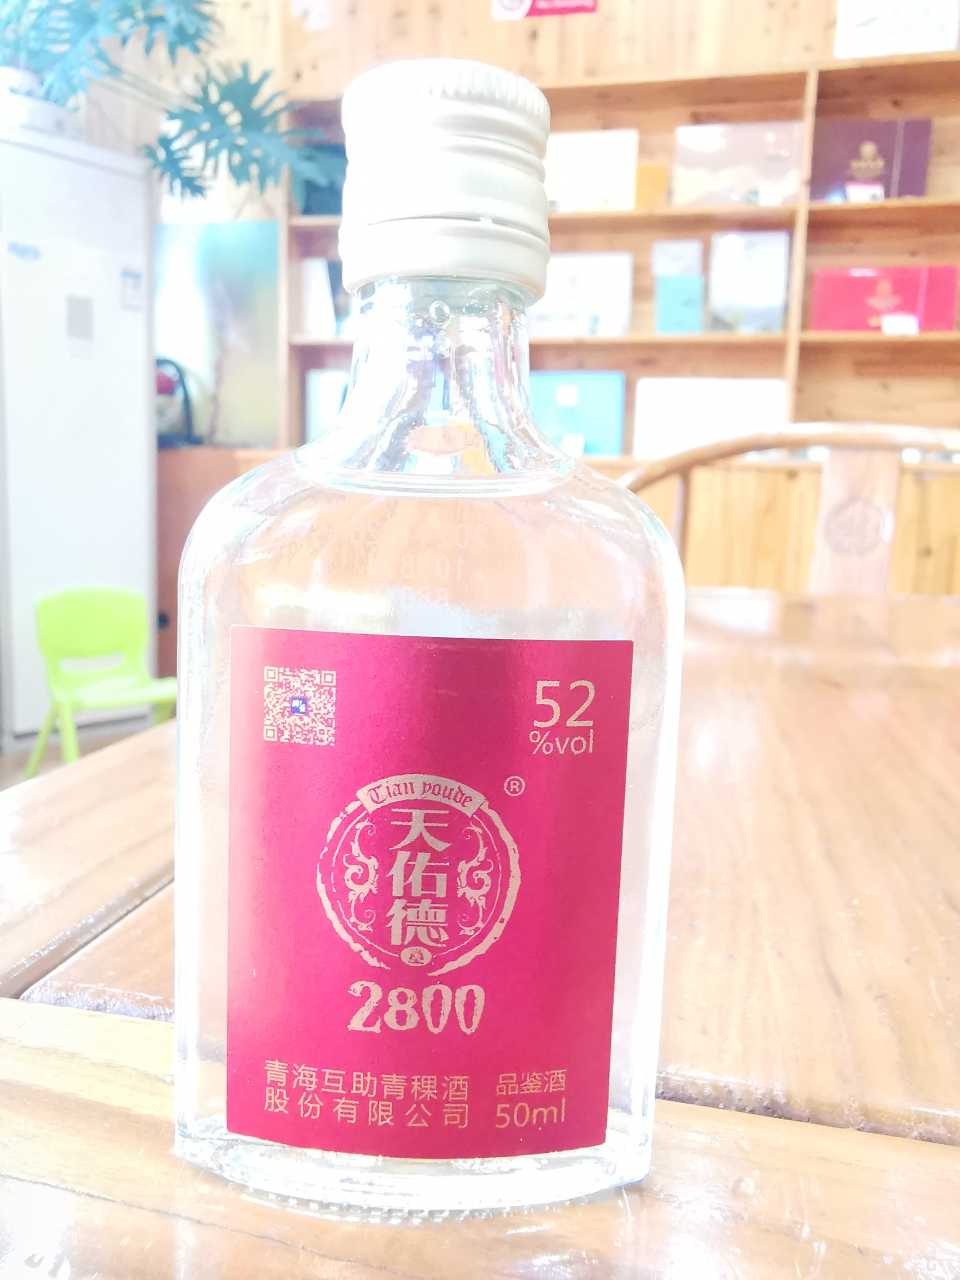 52
%vol
Tian youde
®
天佑德
2800
青海互助青稞酒
股份有限公司
品鉴酒
50ml